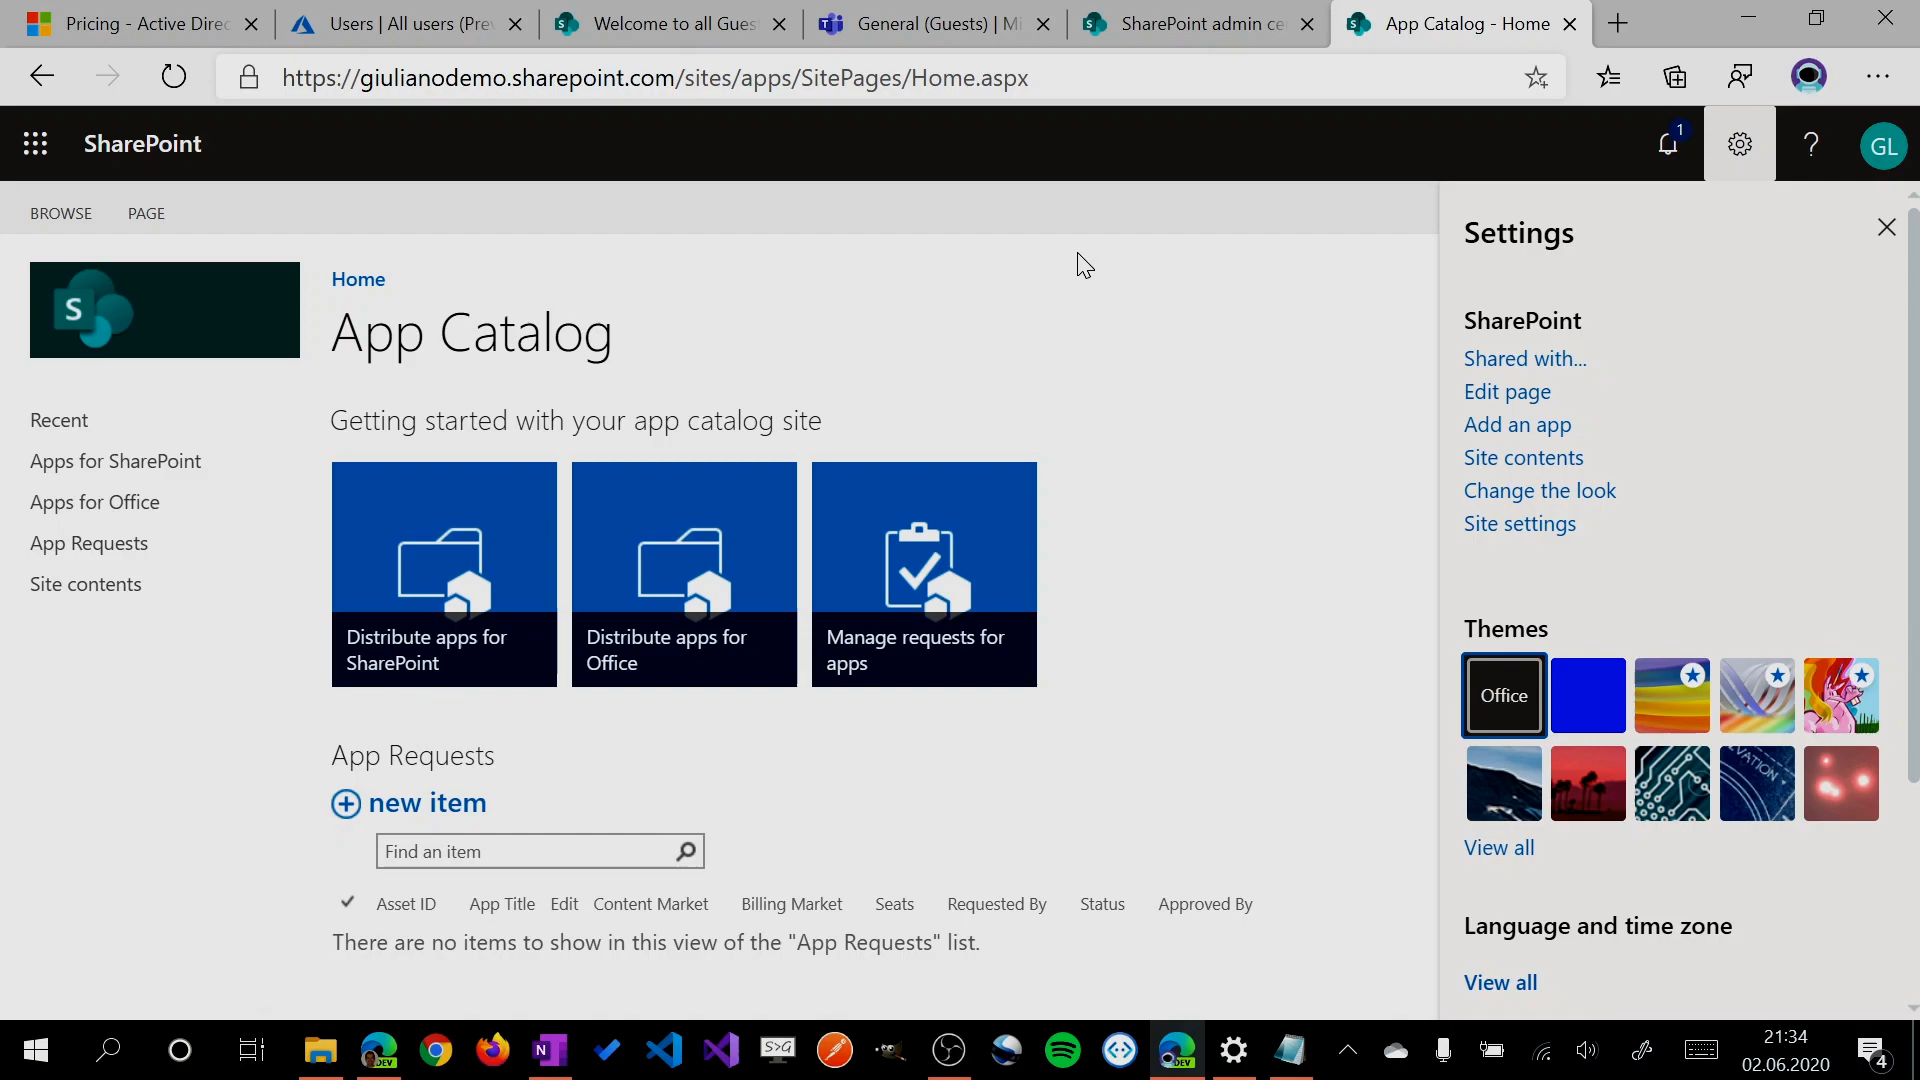 Pricing - Active Direc
Users | All users (Prev
Welcome to all Gues
General (Guests) | Mi
SharePoint admin ce
App Catalog - Home
https://giulianodemo.sharepoint.com/sites/apps/SitePages/Home.aspx
SharePoint
1
?
GL
BROWSE
PAGE
S
Home
App Catalog
Recent
Apps for SharePoint
Apps for Office
App Requests
Site contents
Getting started with your app catalog site
Distribute apps for
SharePoint
Distribute apps for
Office
Manage requests for
apps
App Requests
new item
Find an item
Asset ID App Title Edit Content Market Billing Market Seats Requested By Status Approved By
There are no items to show in this view of the "App Requests" list.
Settings
SharePoint
Shared with...
Edit page
Add an app
Site contents
Change the look
Site settings
Themes
Office
VATION
View all
Language and time zone
View all
DEV
N
S>G
DEV
21:34
02.06.2020
4